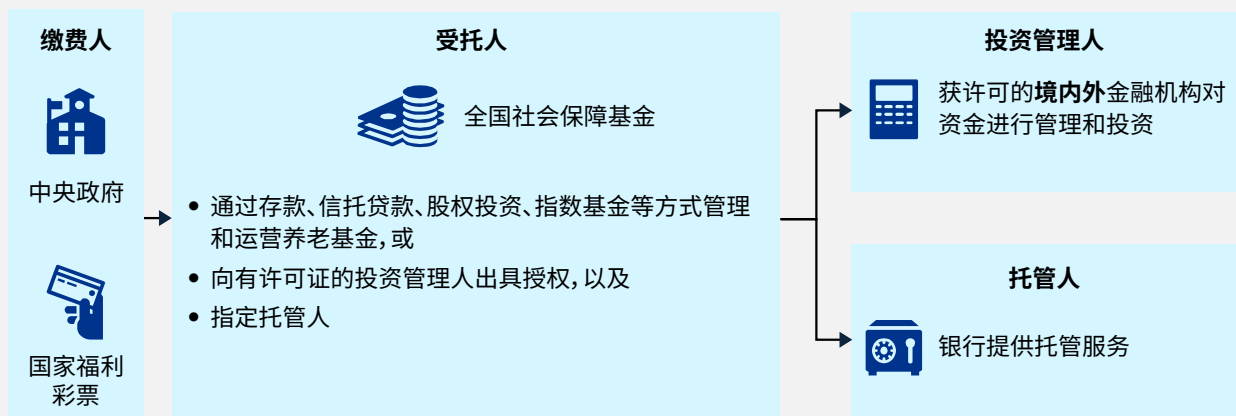 缴费人
中央政府
国家福利
彩票
受托人
全国社会保障基金
• 通过存款、信托贷款、股权投资、指数基金等方式管理
和运营养老基金，或
• 向有许可证的投资管理人出具授权，以及
• 指定托管人
投资管理人
获许可的境内外金融机构对
资金进行管理和投资
托管人
银行提供托管服务